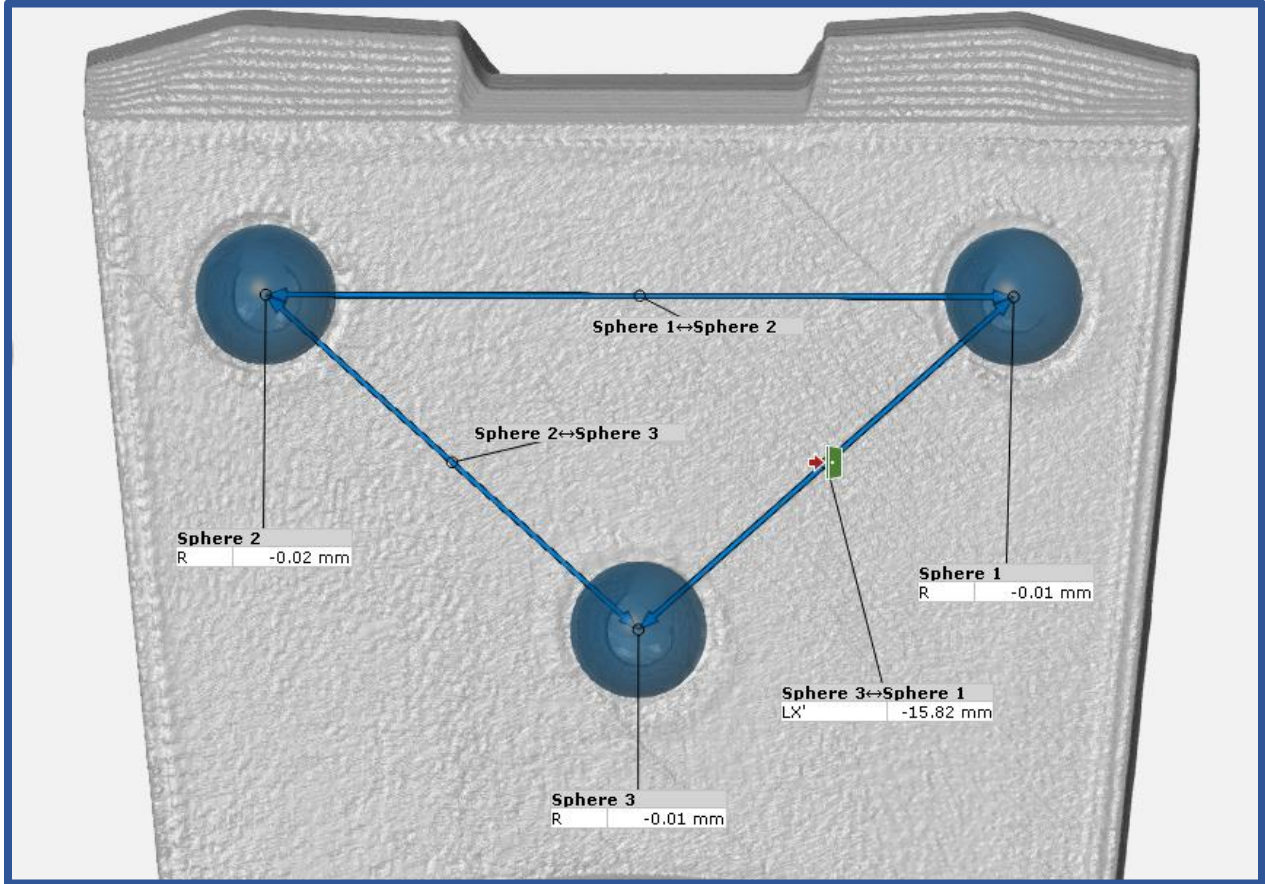 Sphere 1↔Sphere 2
Sphere 2↔Sphere 3
Sphere 2
R -0.02 mm
Sphere 1
R -0.01 mm
Sphere 3↔Sphere 1
LX' -15.82 mm
Sphere 3
R -0.01 mm